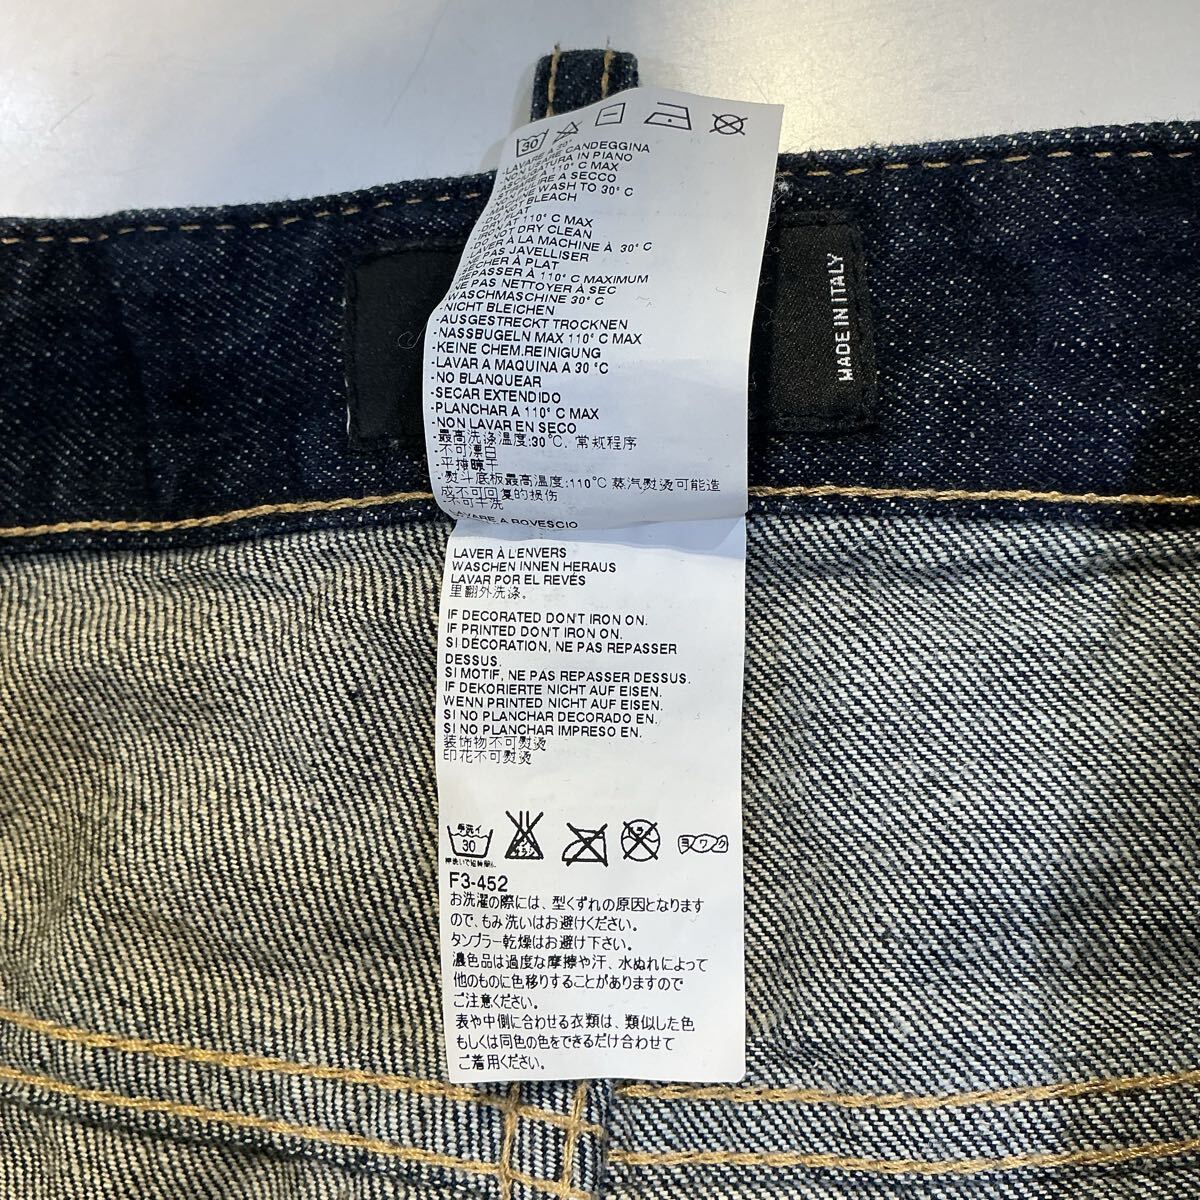 30
-LAVARE A 30°
-NON CANDEGGINA
-ASCIUGATURA IN PIANO
-STIRARE A 110° C MAX
A SECCO
-MACHINE WASH TO 30° C
-DO NOT BLEACH
-DRY FLAT
-IRON AT 110° C MAX
-DO NOT DRY CLEAN
-LAVER À LA MACHINE À 30° C
-NE PAS JAVELLISER
-SÉCHER À PLAT
-REPASSER À 110° C MAXIMUM
-NE PAS NETTOYER À SEC
-WASCHMASCHINE 30° C
-NICHT BLEICHEN
-AUSGESTRECKT TROCKNEN
-NASSBUGELN MAX 110° C MAX
-KEINE CHEM.REINIGUNG
-LAVAR A MAQUINA A 30 °C
-NO BLANQUEAR
-SECAR EXTENDIDO
-PLANCHAR A 110° C MAX
-NON LAVAR EN SECO
-最高洗涤温度:30℃. 常规程序
-不可漂白
-平摊晾干
-熨斗底板最高温度:110℃ 蒸汽熨烫可能造
成不可回复的损伤
-不可干洗
LAVARE A ROVESCIO
LAVER À L'ENVERS
WASCHEN INNEN HERAUS
LAVAR POR EL REVÉS
里翻外洗涤。
IF DECORATED DON'T IRON ON.
IF PRINTED DON'T IRON ON.
SI DÉCORATION, NE PAS REPASSER
DESSUS.
SI MOTIF, NE PAS REPASSER DESSUS.
IF DEKORIERTE NICHT AUF EISEN.
WENN PRINTED NICHT AUF EISEN.
SI NO PLANCHAR DECORADO EN.
SI NO PLANCHAR IMPRESO EN.
装饰物不可熨烫
印花不可熨烫
手洗イ
30
ヨワク
F3-452
お洗濯の際には、型くずれの原因となります
ので、もみ洗いはお避けください。
タンブラー乾燥はお避け下さい。
濃色品は過度な摩擦や汗、水ぬれによって
他のものに色移りすることがありますので
ご注意ください。
表や中側に合わせる衣類は、類似した色
もしくは同色の色をできるだけ合わせて
ご着用ください。
MADE IN ITALY